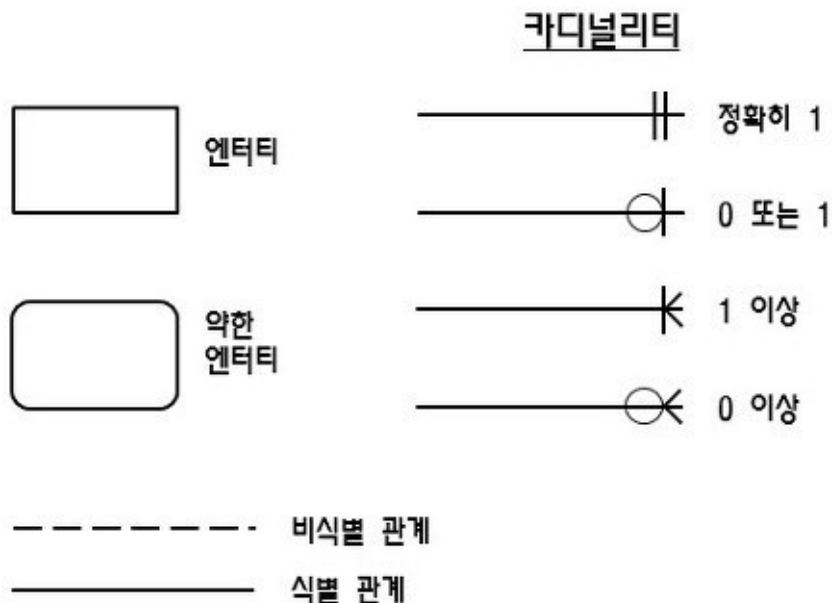 카디널리티
엔터티
정확히 1
0 또는 1
약한
엔터티
1 이상
0 이상
비식별 관계
식별 관계